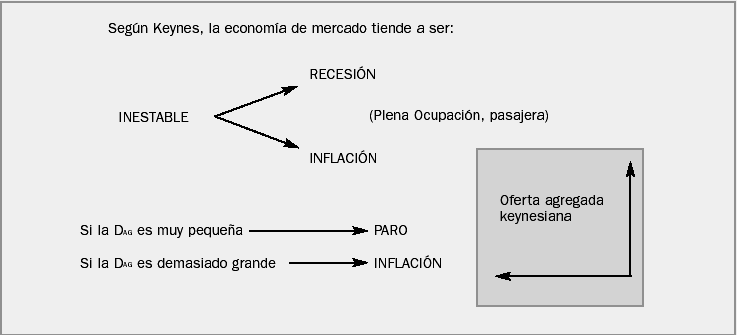 Según Keynes, la economía de mercado tiende a ser:
RECESIÓN
INESTABLE
(Plena Ocupación, pasajera)
INFLACIÓN
Oferta agregada
keynesiana
Si la DAG es muy pequeña
PARO
Si la DAG es demasiado grande
INFLACIÓN